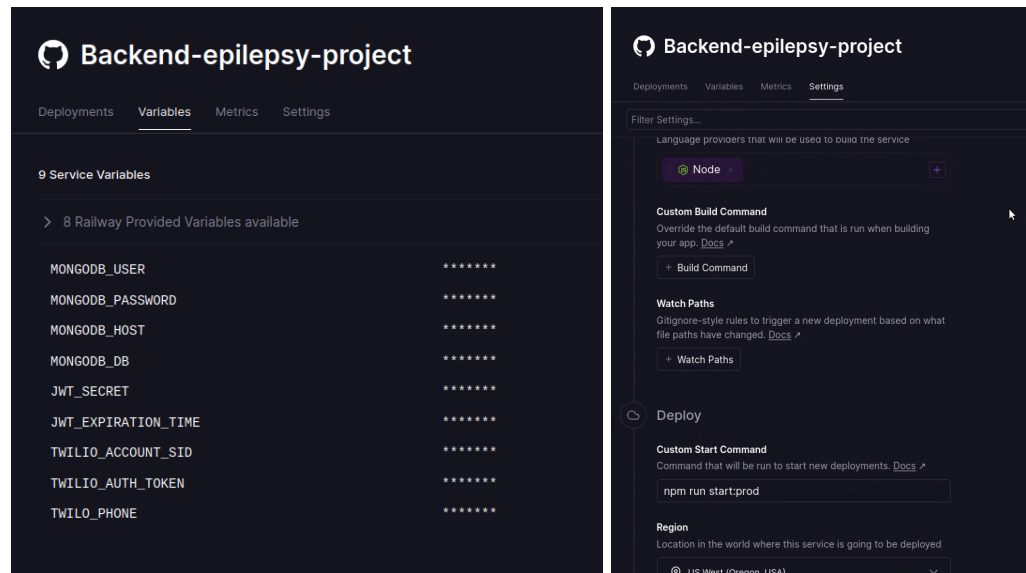 Backend-epilepsy-project
Deployments Variables Metrics Settings
9 Service Variables
8 Railway Provided Variables available
MONGODB_USER *******
MONGODB_PASSWORD *******
MONGODB_HOST *******
MONGODB_DB *******
JWT_SECRET *******
JWT_EXPIRATION_TIME *******
TWILIO_ACCOUNT_SID *******
TWILIO_AUTH_TOKEN *******
TWILO_PHONE *******
Backend-epilepsy-project
Deployments Variables Metrics Settings
Filter Settings...
Language providers that will be used to build the service
Node ×
+
Custom Build Command
Override the default build command that is run when building
your app. Docs ↗
+ Build Command
Watch Paths
Gitignore-style rules to trigger a new deployment based on what
file paths have changed. Docs ↗
+ Watch Paths
Deploy
Custom Start Command
Command that will be run to start new deployments. Docs ↗
npm run start:prod
Region
Location in the world where this service is going to be deployed
US West (Oregon, USA)